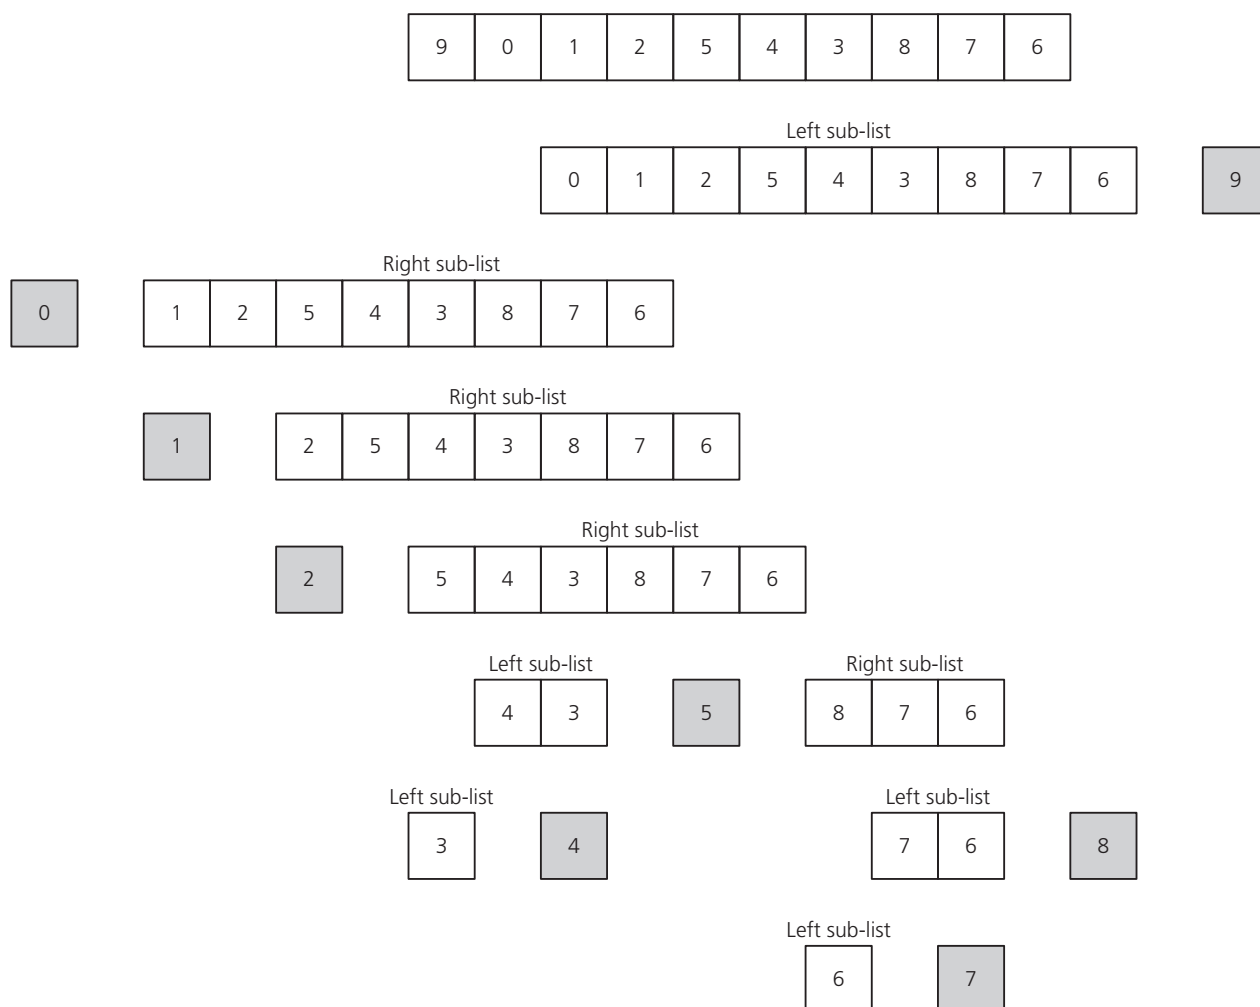 9 0 1 2 5 4 3 8 7 6
Left sub-list
0 1 2 5 4 3 8 7 6 9
Right sub-list
0 1 2 5 4 3 8 7 6
Right sub-list
1 2 5 4 3 8 7 6
Right sub-list
2 5 4 3 8 7 6
Left sub-list Right sub-list
4 3 5 8 7 6
Left sub-list Left sub-list
3 4 7 6 8
Left sub-list
6 7